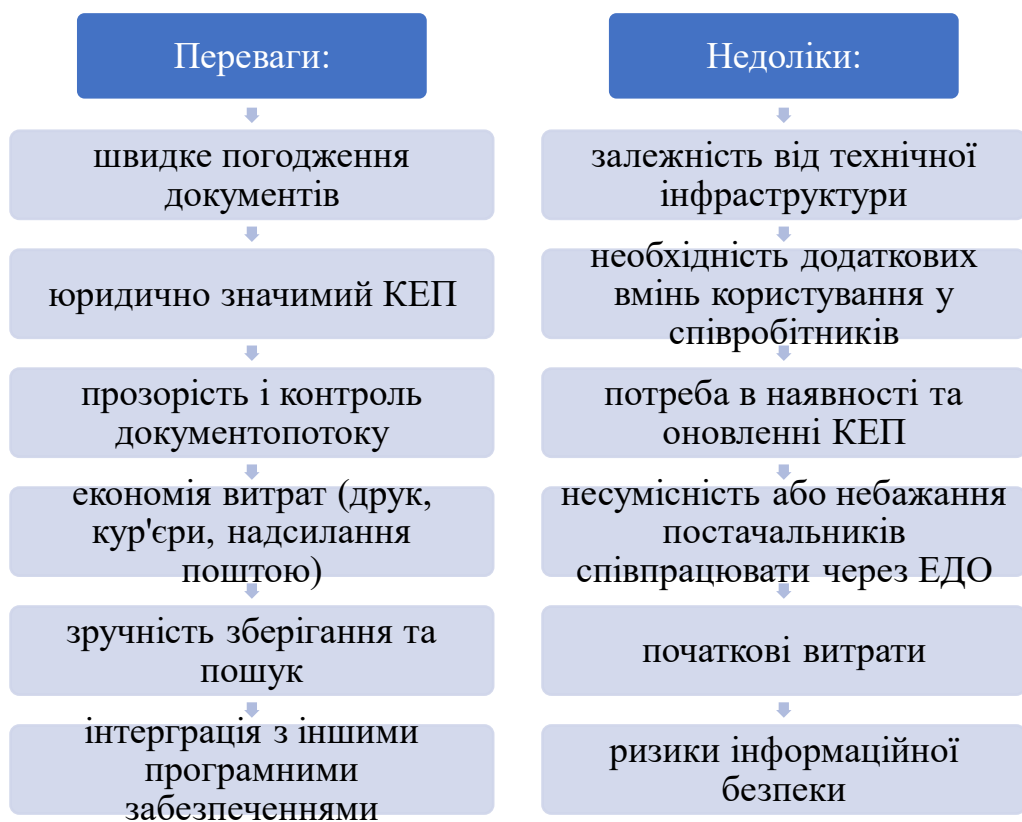 Переваги:
швидке погодження
документів
юридично значимий КЕП
прозорість і контроль
документопотоку
економія витрат (друк,
кур'єри, надсилання
поштою)
зручність зберігання та
пошук
інтерграція з іншими
програмними
забезпеченнями
Недоліки:
залежність від технічної
інфраструктури
необхідність додаткових
вмінь користування у
співробітників
потреба в наявності та
оновленні КЕП
несумісність або небажання
постачальників
співпрацювати через ЕДО
початкові витрати
ризики інформаційної
безпеки